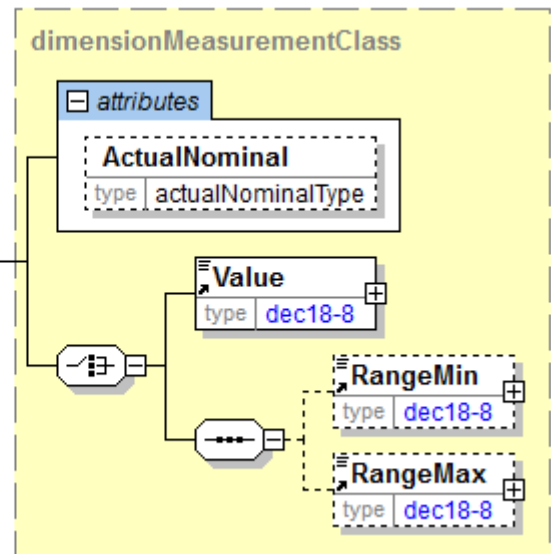 dimensionMeasurementClass
attributes
ActualNominal
type actualNominalType
Value
type dec18-8
RangeMin
type dec18-8
RangeMax
type dec18-8